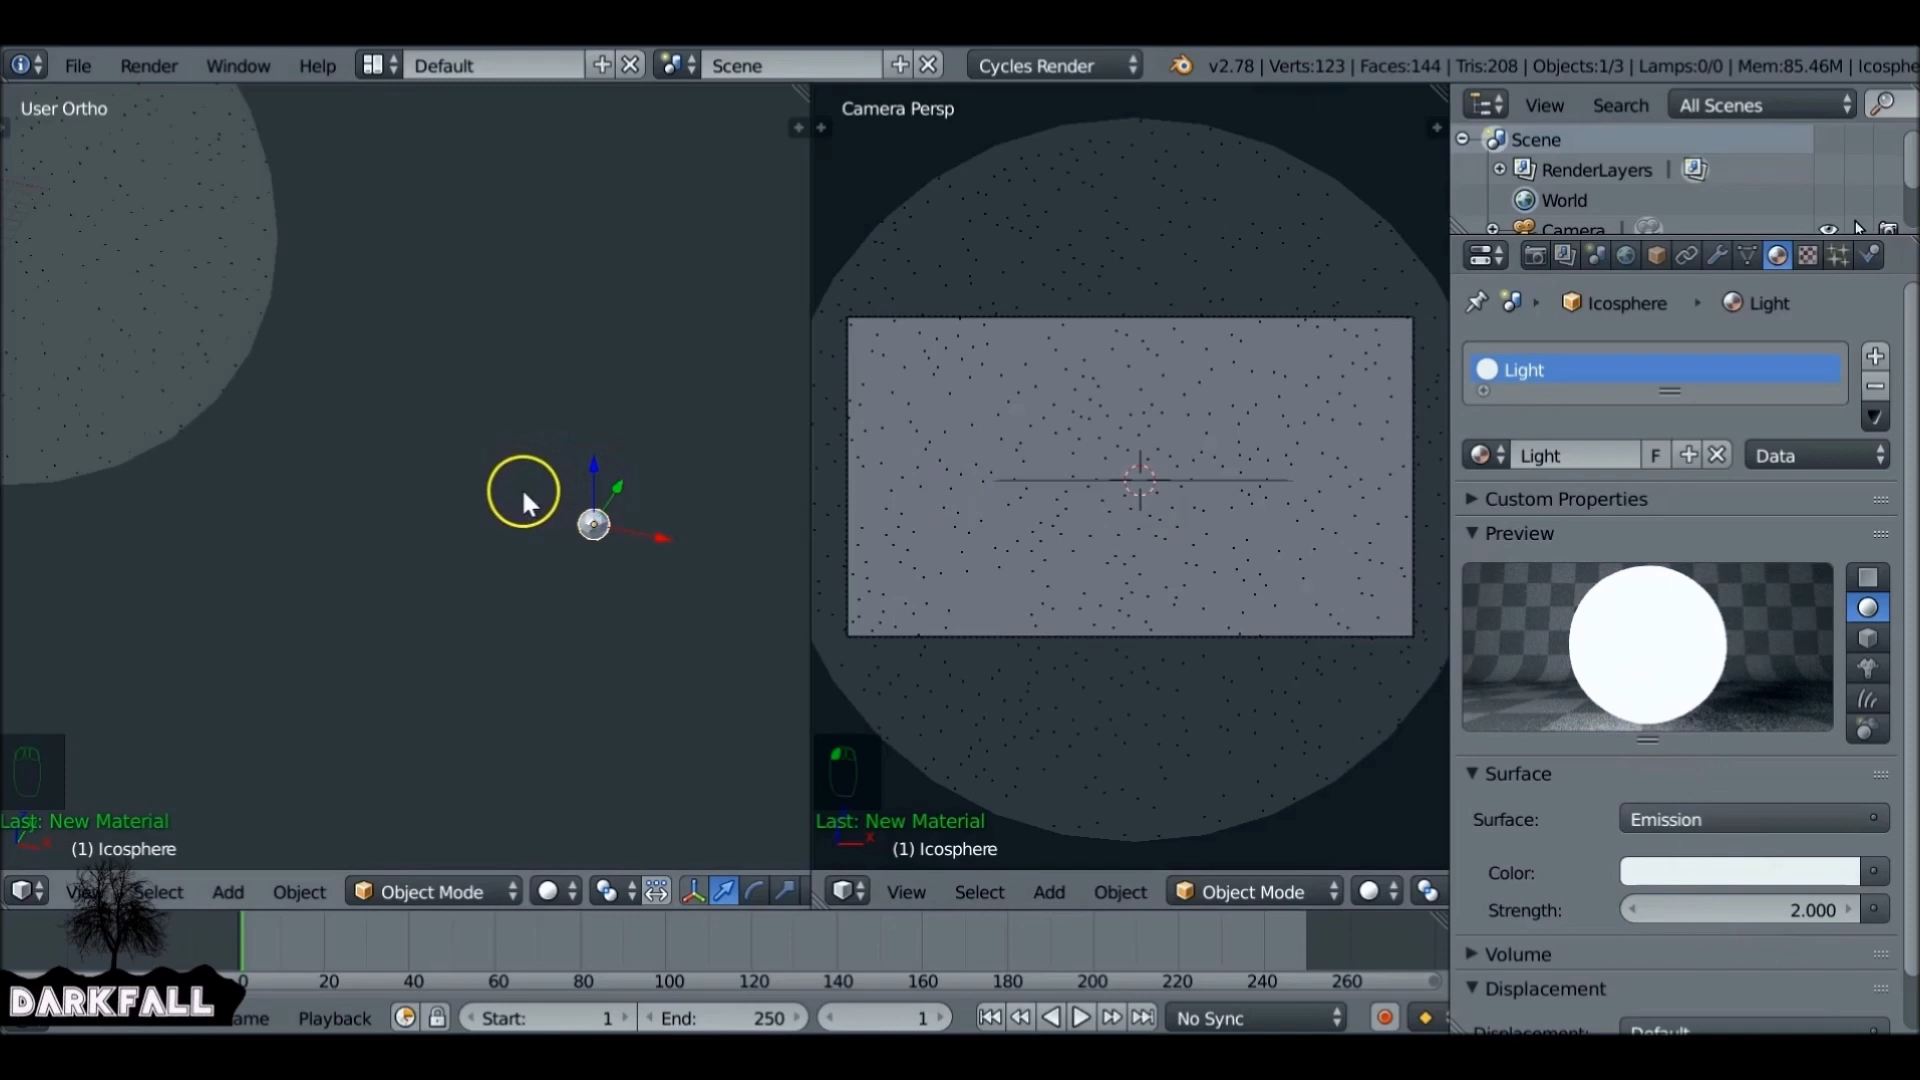 File Render Window Help Default Scene Cycles Render v2.78 | Verts:123 | Faces:144 | Tris:208 | Objects:1/3 | Lamps:0/0 | Mem:85.46M | Icosphe
User Ortho
Camera Persp
View Search All Scenes
Scene
RenderLayers
World
Camera
Icosphere Light
Light
Light F Data
Custom Properties
Preview
Surface
Surface: Emission
Color:
Strength: 2.000
Volume
Displacement
Displacement: Default
Last: New Material
(1) Icosphere
Last: New Material
(1) Icosphere
View Select Add Object Object Mode
View Select Add Object Object Mode
0 20 40 60 80 100 120 140 160 180 200 220 240 260
DARKFALL
ame Playback Start: 1 End: 250 1 No Sync